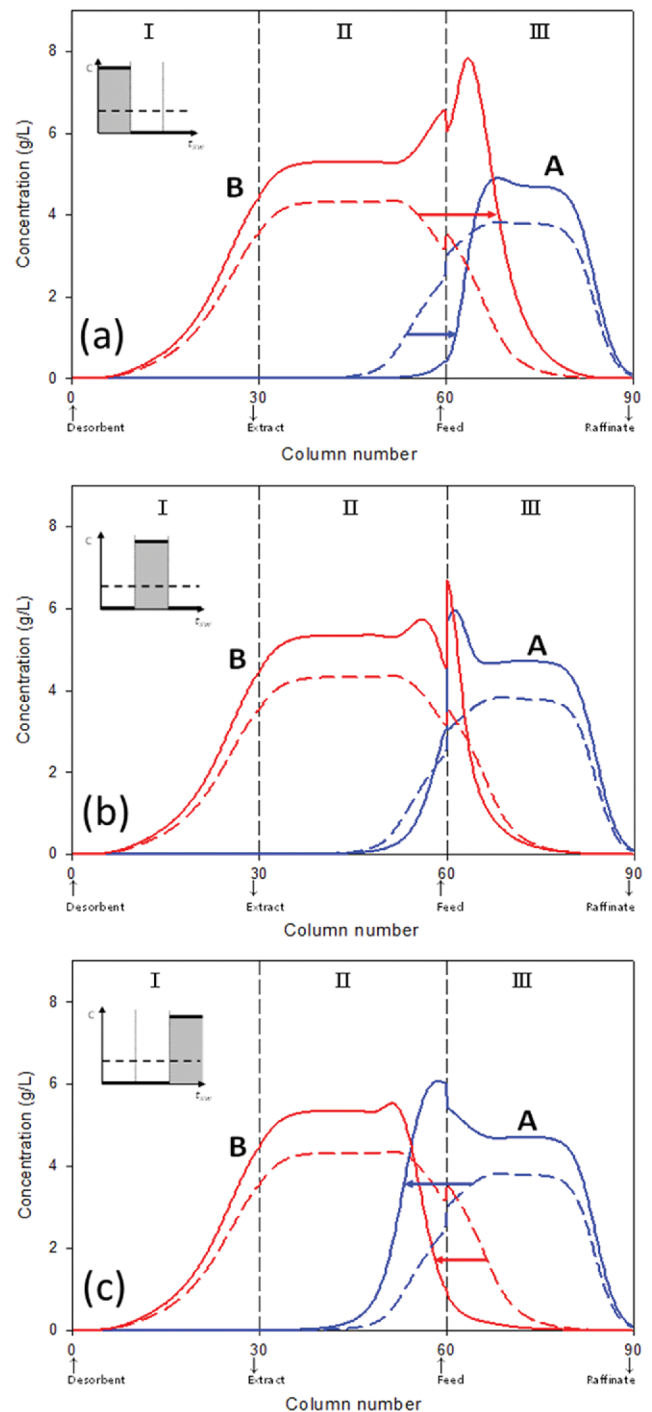 I II III
8
6
4
2
0
Concentration (g/L)
C
B
A
(a)
0 30 60 90
Desorbent Extract Feed Raffinate
Column number
I II III
8
6
4
2
0
Concentration (g/L)
C
B
A
(b)
0 30 60 90
Desorbent Extract Feed Raffinate
Column number
I II III
8
6
4
2
0
Concentration (g/L)
C
B
A
(c)
0 30 60 90
Desorbent Extract Feed Raffinate
Column number